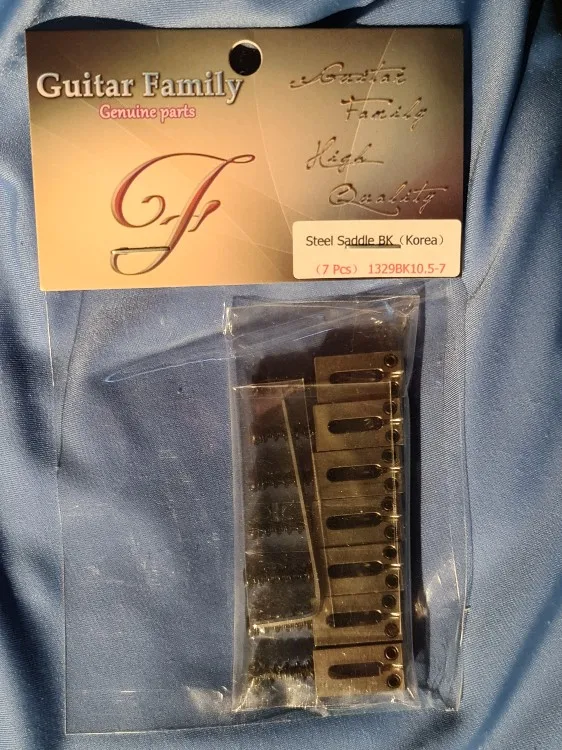 Guitar Family
Genuine parts
Guitar
Family
High
Quality
Steel Saddle BK (Korea)
(7 Pcs) 1329BK10.5-7